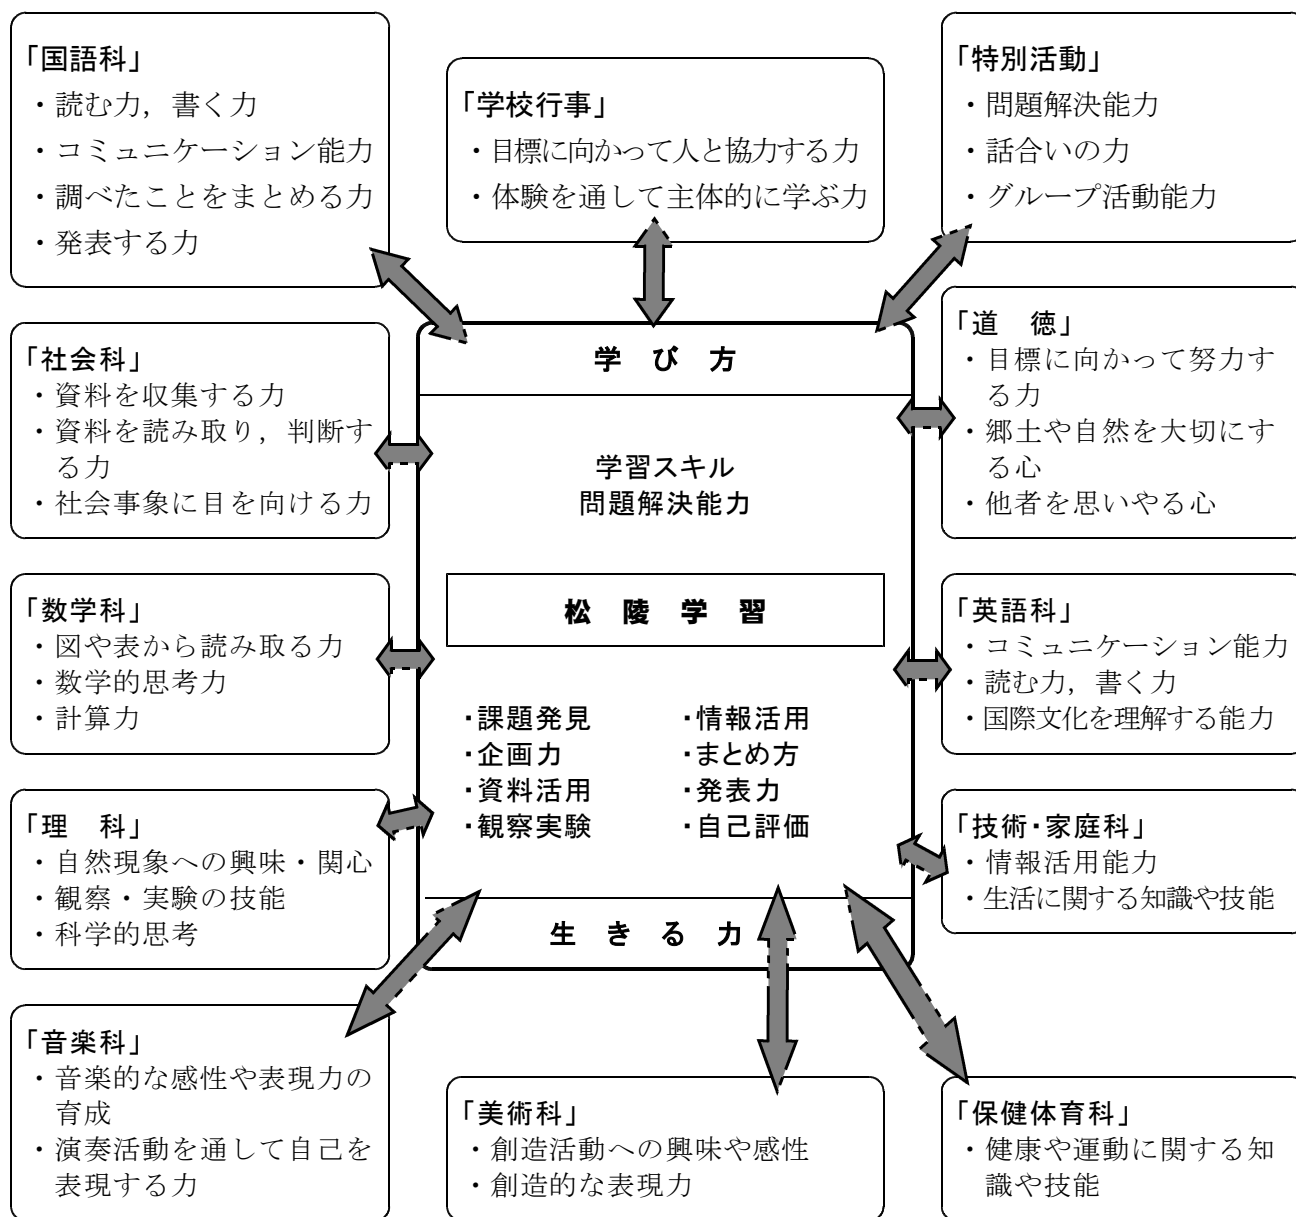 「国語科」
・読む力，書く力
・コミュニケーション能力
・調べたことをまとめる力
・発表する力
「学校行事」
・目標に向かって人と協力する力
・体験を通して主体的に学ぶ力
「特別活動」
・問題解決能力
・話合いの力
・グループ活動能力
「社会科」
・資料を収集する力
・資料を読み取り，判断す
る力
・社会事象に目を向ける力
学 び 方
学習スキル
問題解決能力
「道　徳」
・目標に向かって努力す
る力
・郷土や自然を大切にす
る心
・他者を思いやる心
「数学科」
・図や表から読み取る力
・数学的思考力
・計算力
松 陵 学 習
「英語科」
・コミュニケーション能力
・読む力，書く力
・国際文化を理解する能力
・課題発見
・企画力
・資料活用
・観察実験
・情報活用
・まとめ方
・発表力
・自己評価
「理　科」
・自然現象への興味・関心
・観察・実験の技能
・科学的思考
「技術・家庭科」
・情報活用能力
・生活に関する知識や技能
生 き る 力
「音楽科」
・音楽的な感性や表現力の
育成
・演奏活動を通して自己を
表現する力
「美術科」
・創造活動への興味や感性
・創造的な表現力
「保健体育科」
・健康や運動に関する知
識や技能